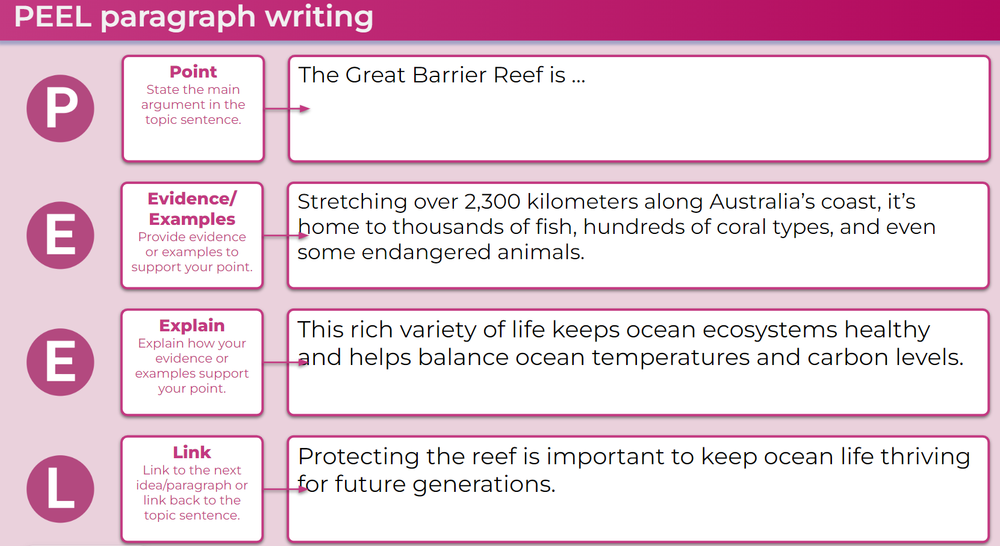 PEEL paragraph writing
P
Point
State the main
argument in the
topic sentence.
The Great Barrier Reef is ...
E
Evidence/
Examples
Provide evidence
or examples to
support your point.
Stretching over 2,300 kilometers along Australia’s coast, it’s
home to thousands of fish, hundreds of coral types, and even
some endangered animals.
E
Explain
Explain how your
evidence or
examples support
your point.
This rich variety of life keeps ocean ecosystems healthy
and helps balance ocean temperatures and carbon levels.
L
Link
Link to the next
idea/paragraph or
link back to the
topic sentence.
Protecting the reef is important to keep ocean life thriving
for future generations.